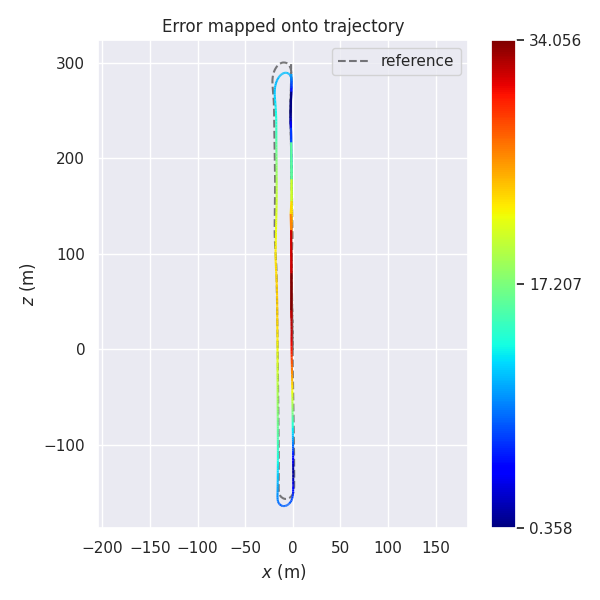 Error mapped onto trajectory
reference
34.056
17.207
0.358
300
200
100
0
−100
z (m)
−200 −150 −100 −50 0 50 100 150
x (m)